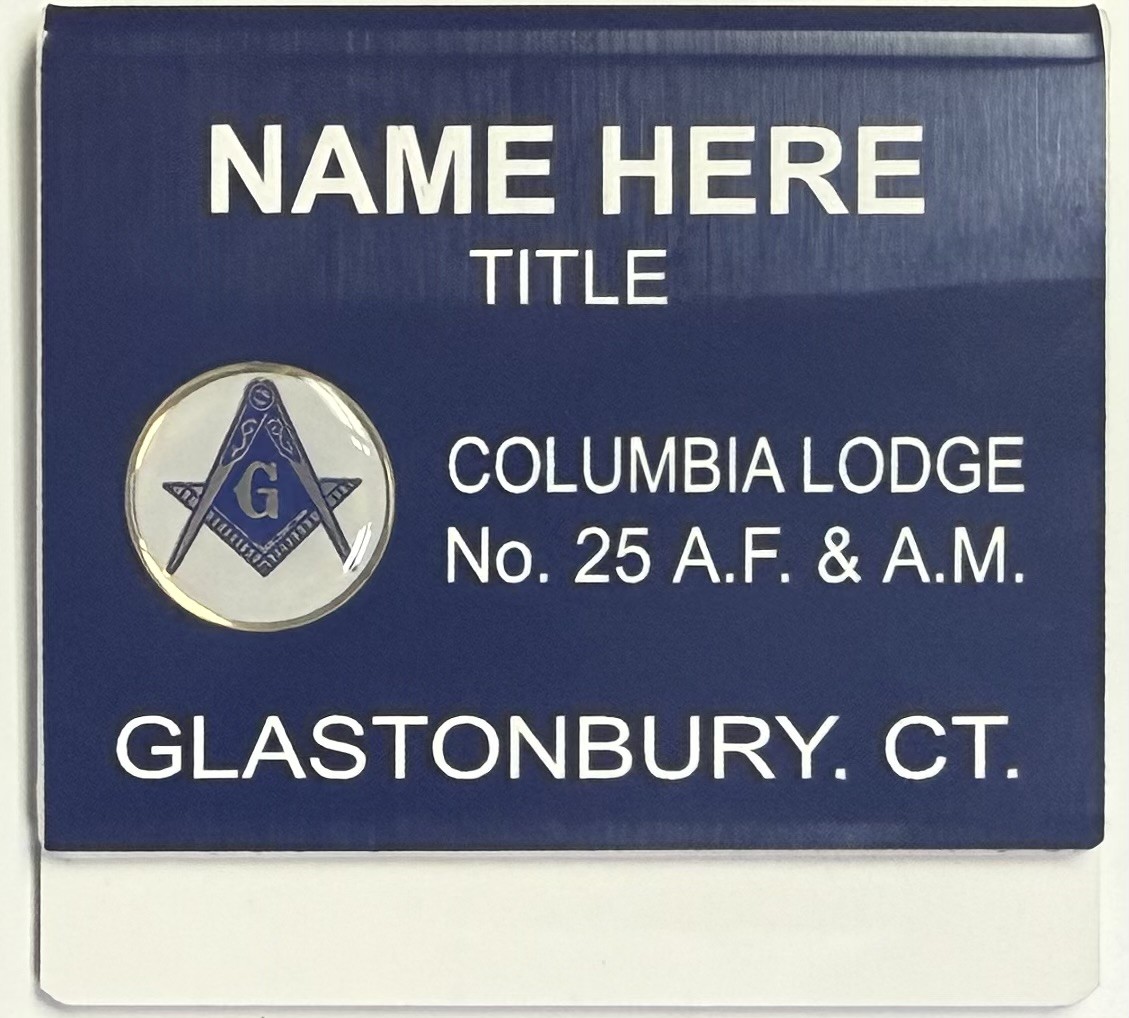 NAME HERE
TITLE
G
COLUMBIA LODGE
No. 25 A.F. & A.M.
GLASTONBURY. CT.